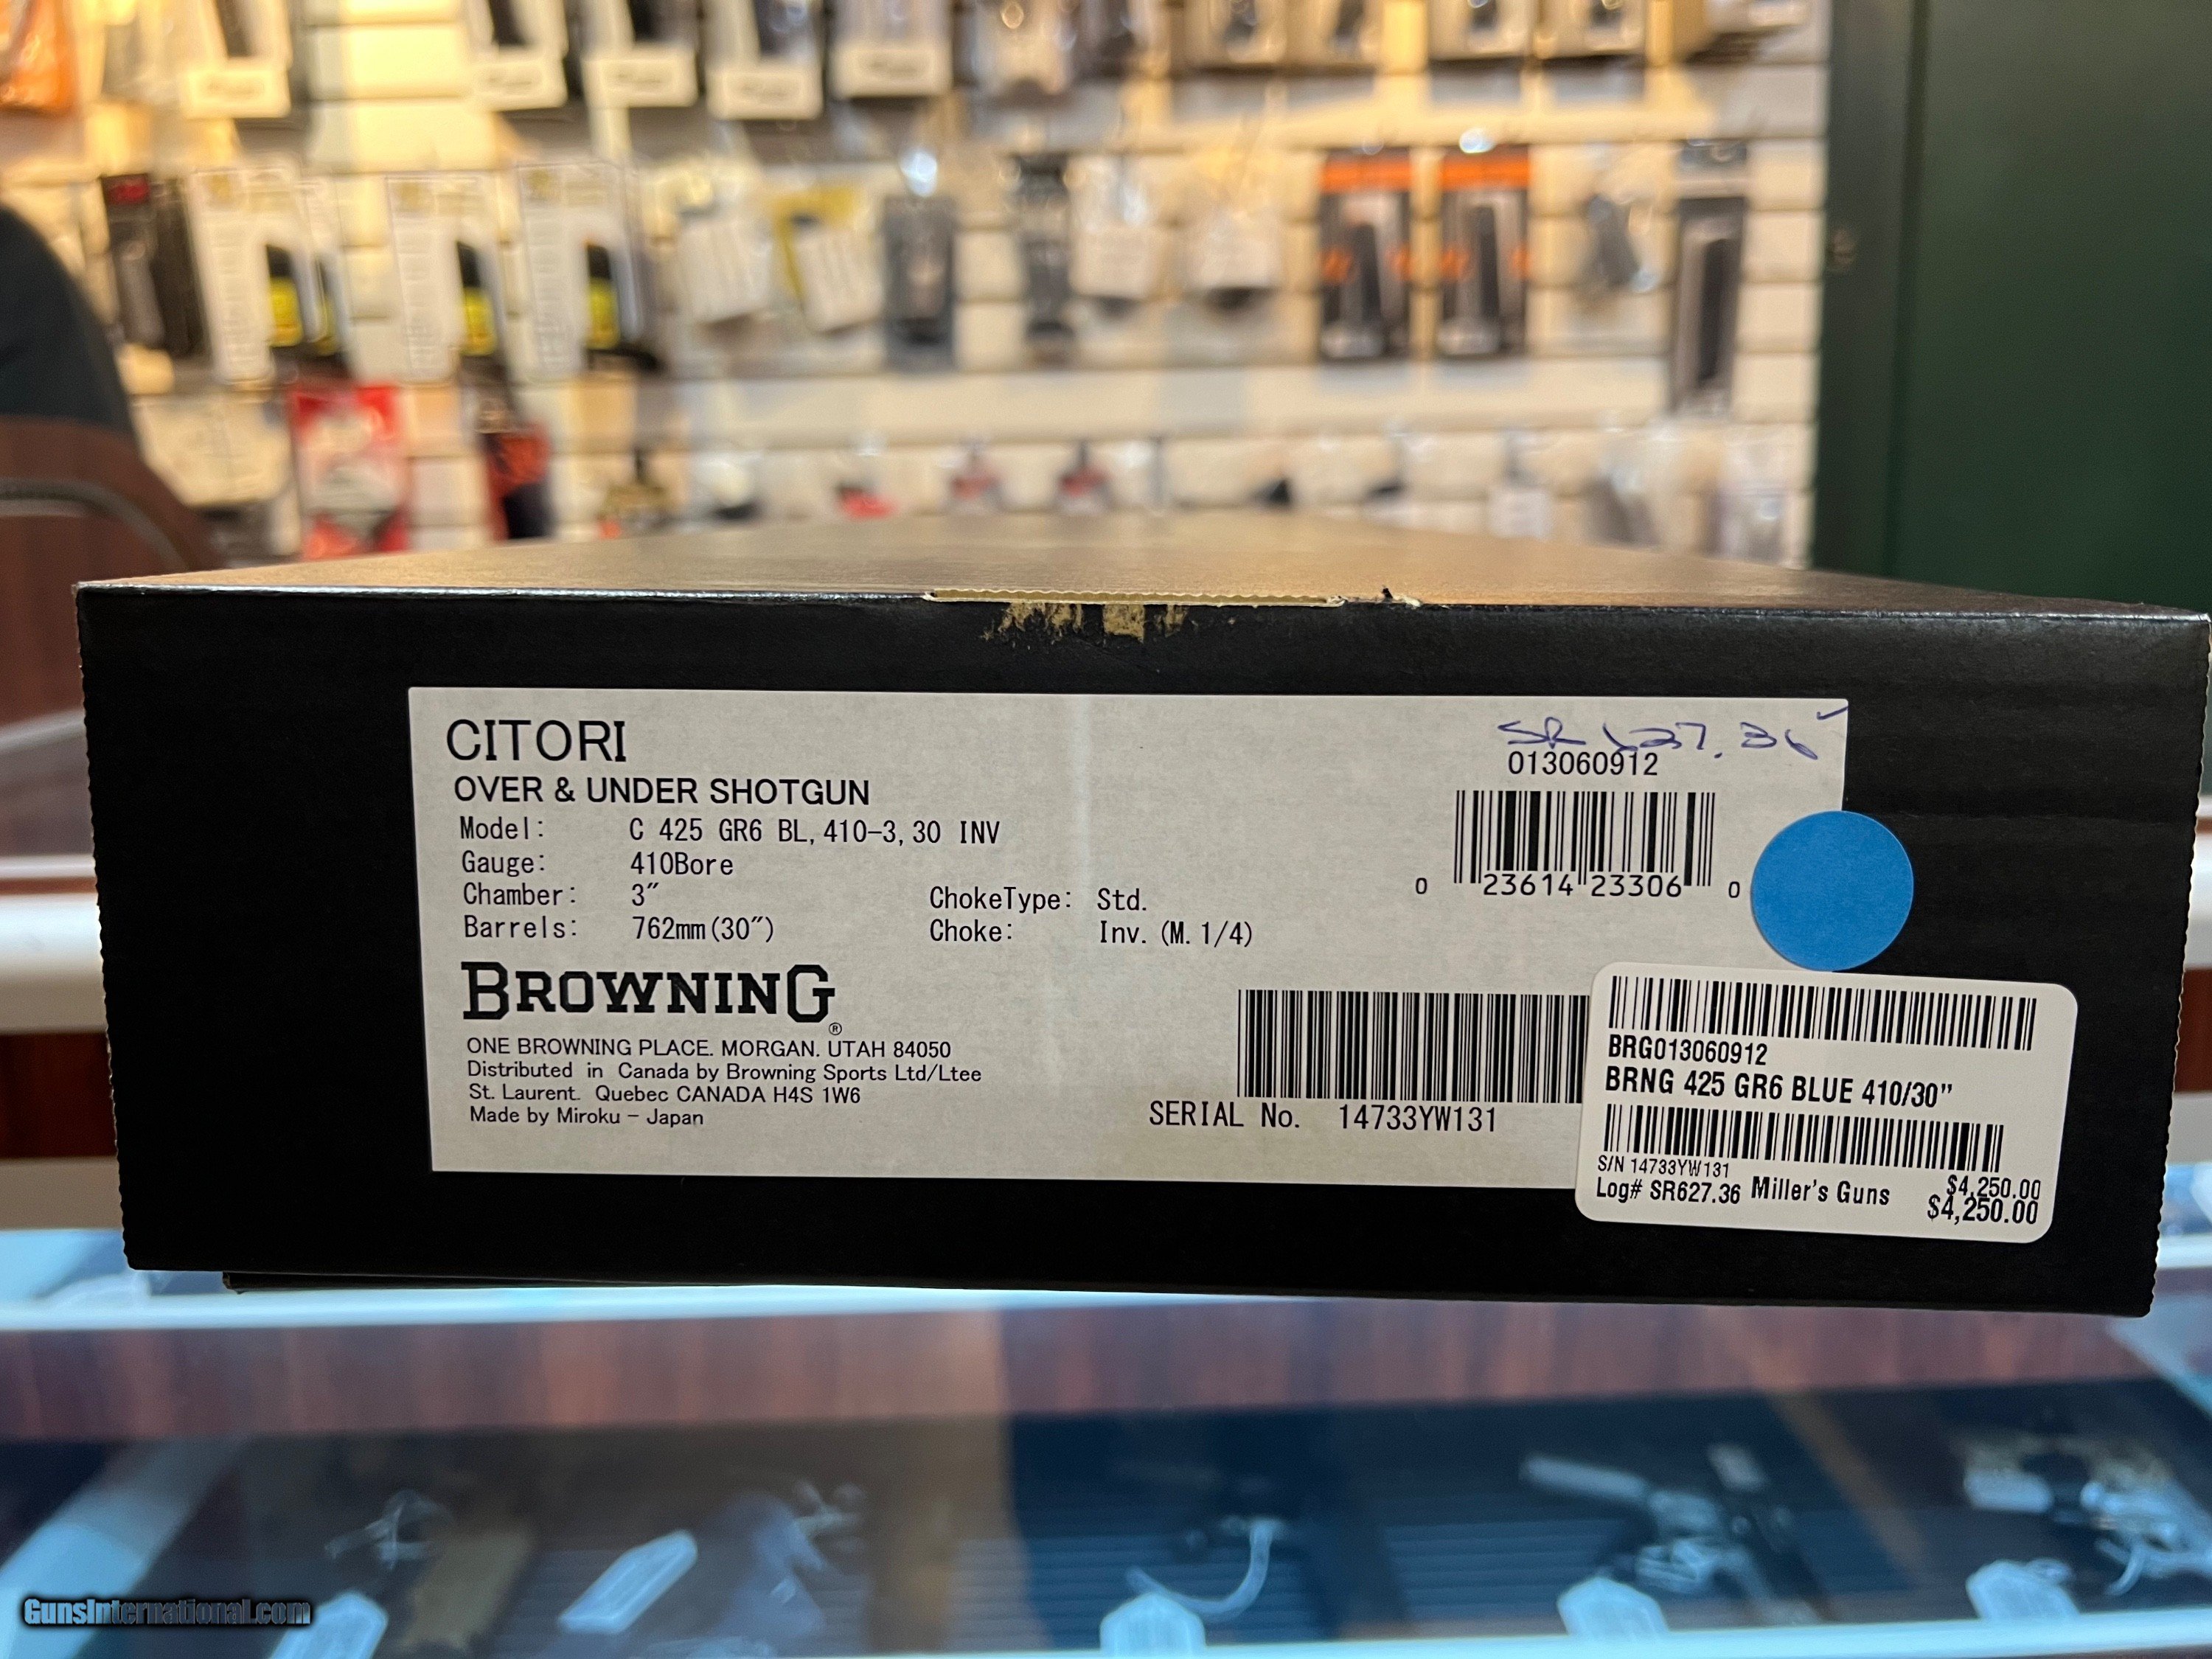 CITORI
OVER & UNDER SHOTGUN
Model: C 425 GR6 BL, 410-3, 30 INV
Gauge: 410Bore
Chamber: 3″
Barrels: 762mm(30″)
ChokeType: Std.
Choke: Inv. (M. 1/4)
BROWNING®
ONE BROWNING PLACE. MORGAN. UTAH 84050
Distributed in Canada by Browning Sports Ltd/Ltee
St. Laurent. Quebec CANADA H4S 1W6
Made by Miroku - Japan
SR 627.36
013060912
0 23614 23306 0
SERIAL No. 14733YW131
BRG013060912
BRNG 425 GR6 BLUE 410/30”
S/N 14733YW131
Log# SR627.36 Miller's Guns
$4,250.00
$4,250.00
GunsInternational.com